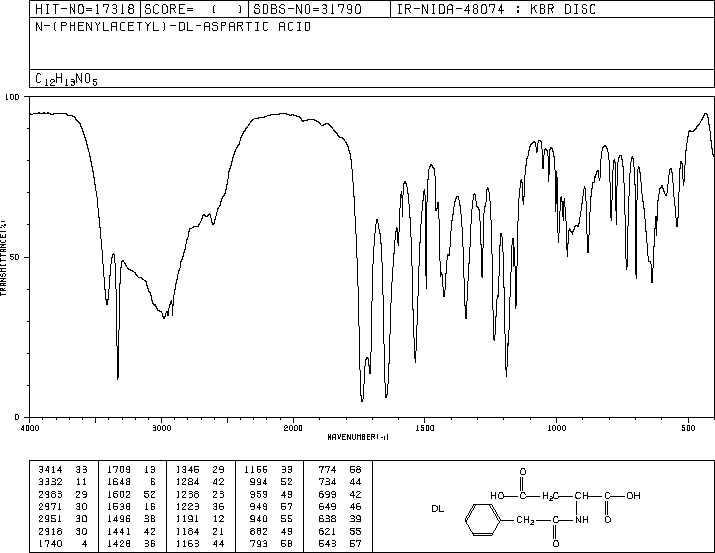 HIT-NO=17318 SCORE= ( ) SDBS-NO=31790 IR-NIDA-48074 : KBR DISC
N-(PHENYLACETYL)-DL-ASPARTIC ACID
C12H13NO5
100
50
0
TRANSMITTANCE(%)
4000 3000 2000 1500 1000 500
WAVENUMBER(-1)
3414 33 1709 13 1345 29 1155 33 774 58
3332 11 1648 6 1284 42 994 52 734 44
2983 29 1602 52 1238 23 959 49 699 42
2971 30 1538 16 1223 36 949 57 649 46
2951 30 1496 38 1191 12 940 55 638 39
2918 30 1441 42 1184 21 882 49 621 55
1740 4 1428 36 1163 44 793 58 543 57
DL
O
HO-C-H2C-CH-C-OH
O
NH
CH2-C
O